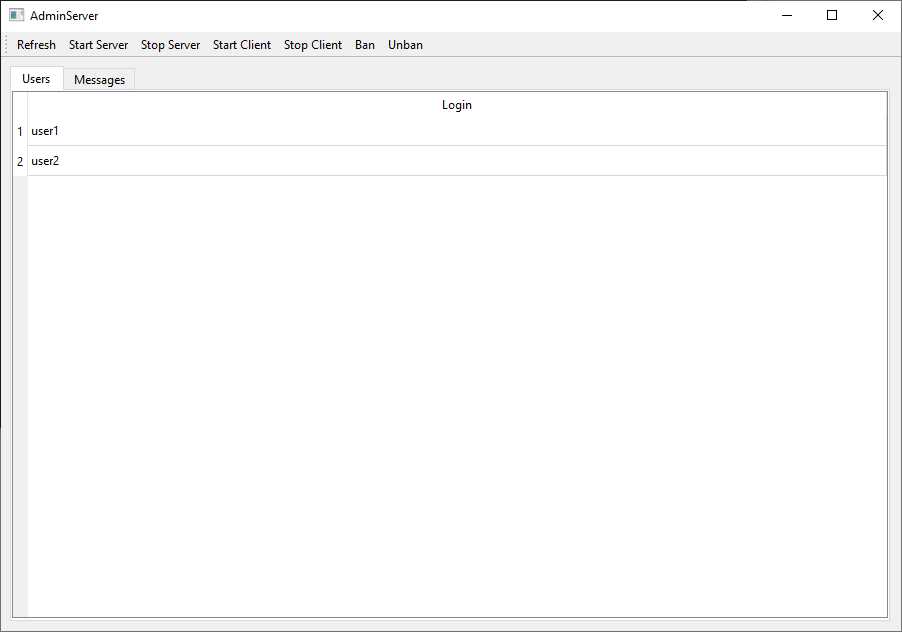 AdminServer
Refresh Start Server Stop Server Start Client Stop Client Ban Unban
Users Messages
Login
1 user1
2 user2